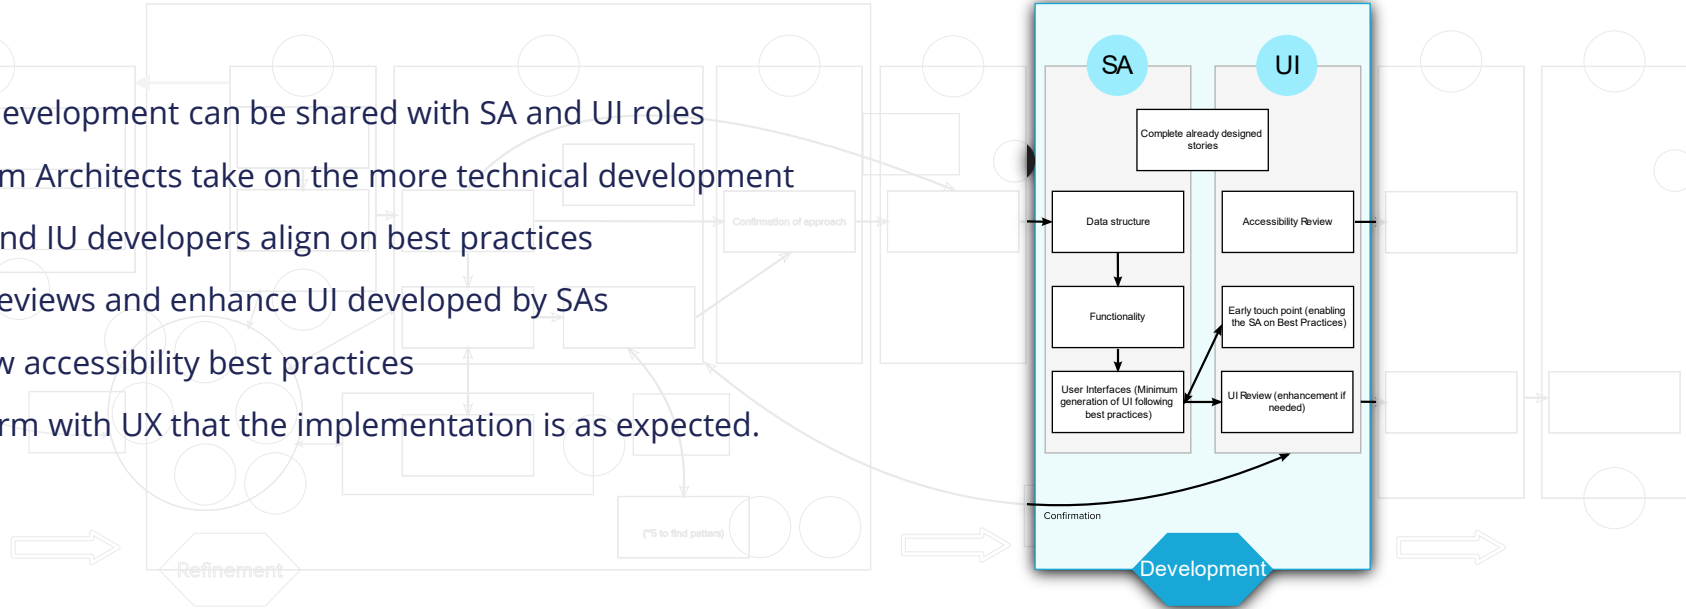 evelopment can be shared with SA and UI roles
m Architects take on the more technical development
nd IU developers align on best practices
eviews and enhance UI developed by SAs
w accessibility best practices
rm with UX that the implementation is as expected.
Confirmation of approach
(~5 to find patters)
Refinement
SA
UI
Complete already designed
stories
Data structure
Accessibility Review
Functionality
Early touch point (enabling
the SA on Best Practices)
User Interfaces (Minimum
generation of UI following
best practices)
UI Review (enhancement if
needed)
Confirmation
Development